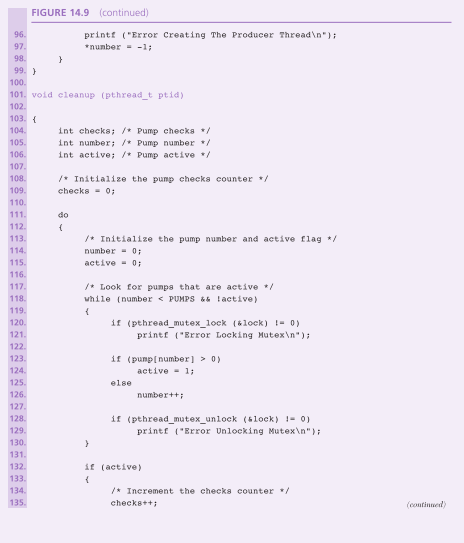 FIGURE 14.9 (continued)
96. printf ("Error Creating The Producer Thread\n");
97. *number = -1;
98. }
99. }
100.
101. void cleanup (pthread_t ptid)
102.
103. {
104. int checks; /* Pump checks */
105. int number; /* Pump number */
106. int active; /* Pump active */
107.
108. /* Initialize the pump checks counter */
109. checks = 0;
110.
111. do
112. {
113. /* Initialize the pump number and active flag */
114. number = 0;
115. active = 0;
116.
117. /* Look for pumps that are active */
118. while (number < PUMPS && !active)
119. {
120. if (pthread_mutex_lock (&lock) != 0)
121. printf ("Error Locking Mutex\n");
122.
123. if (pump[number] > 0)
124. active = 1;
125. else
126. number++;
127.
128. if (pthread_mutex_unlock (&lock) != 0)
129. printf ("Error Unlocking Mutex\n");
130. }
131.
132. if (active)
133. {
134. /* Increment the checks counter */
135. checks++;
(continued)